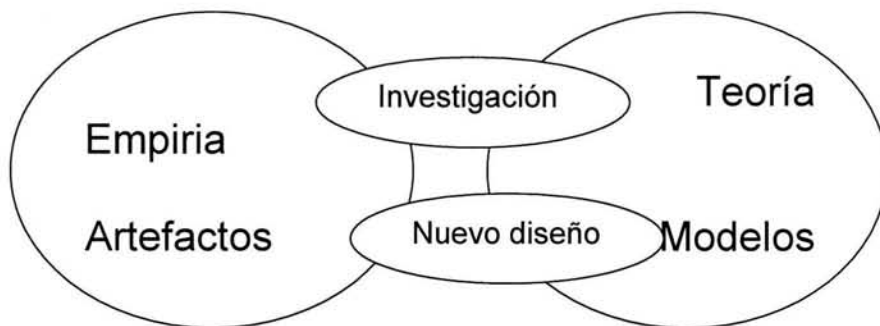 Investigación
Teoría
Empiria
Artefactos
Nuevo diseño
Modelos